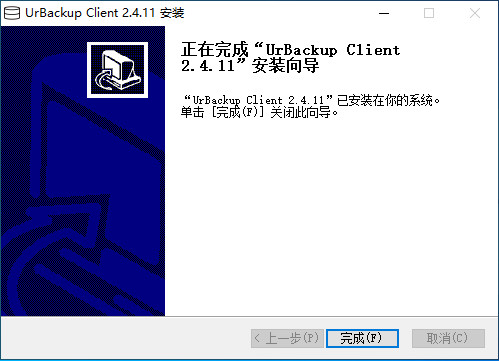 UrBackup Client 2.4.11 安装
正在完成“UrBackup Client
2.4.11”安装向导
“UrBackup Client 2.4.11”已安装在你的系统。
单击 [完成(F)] 关闭此向导。
< 上一步(P)
完成(F)
取消(C)